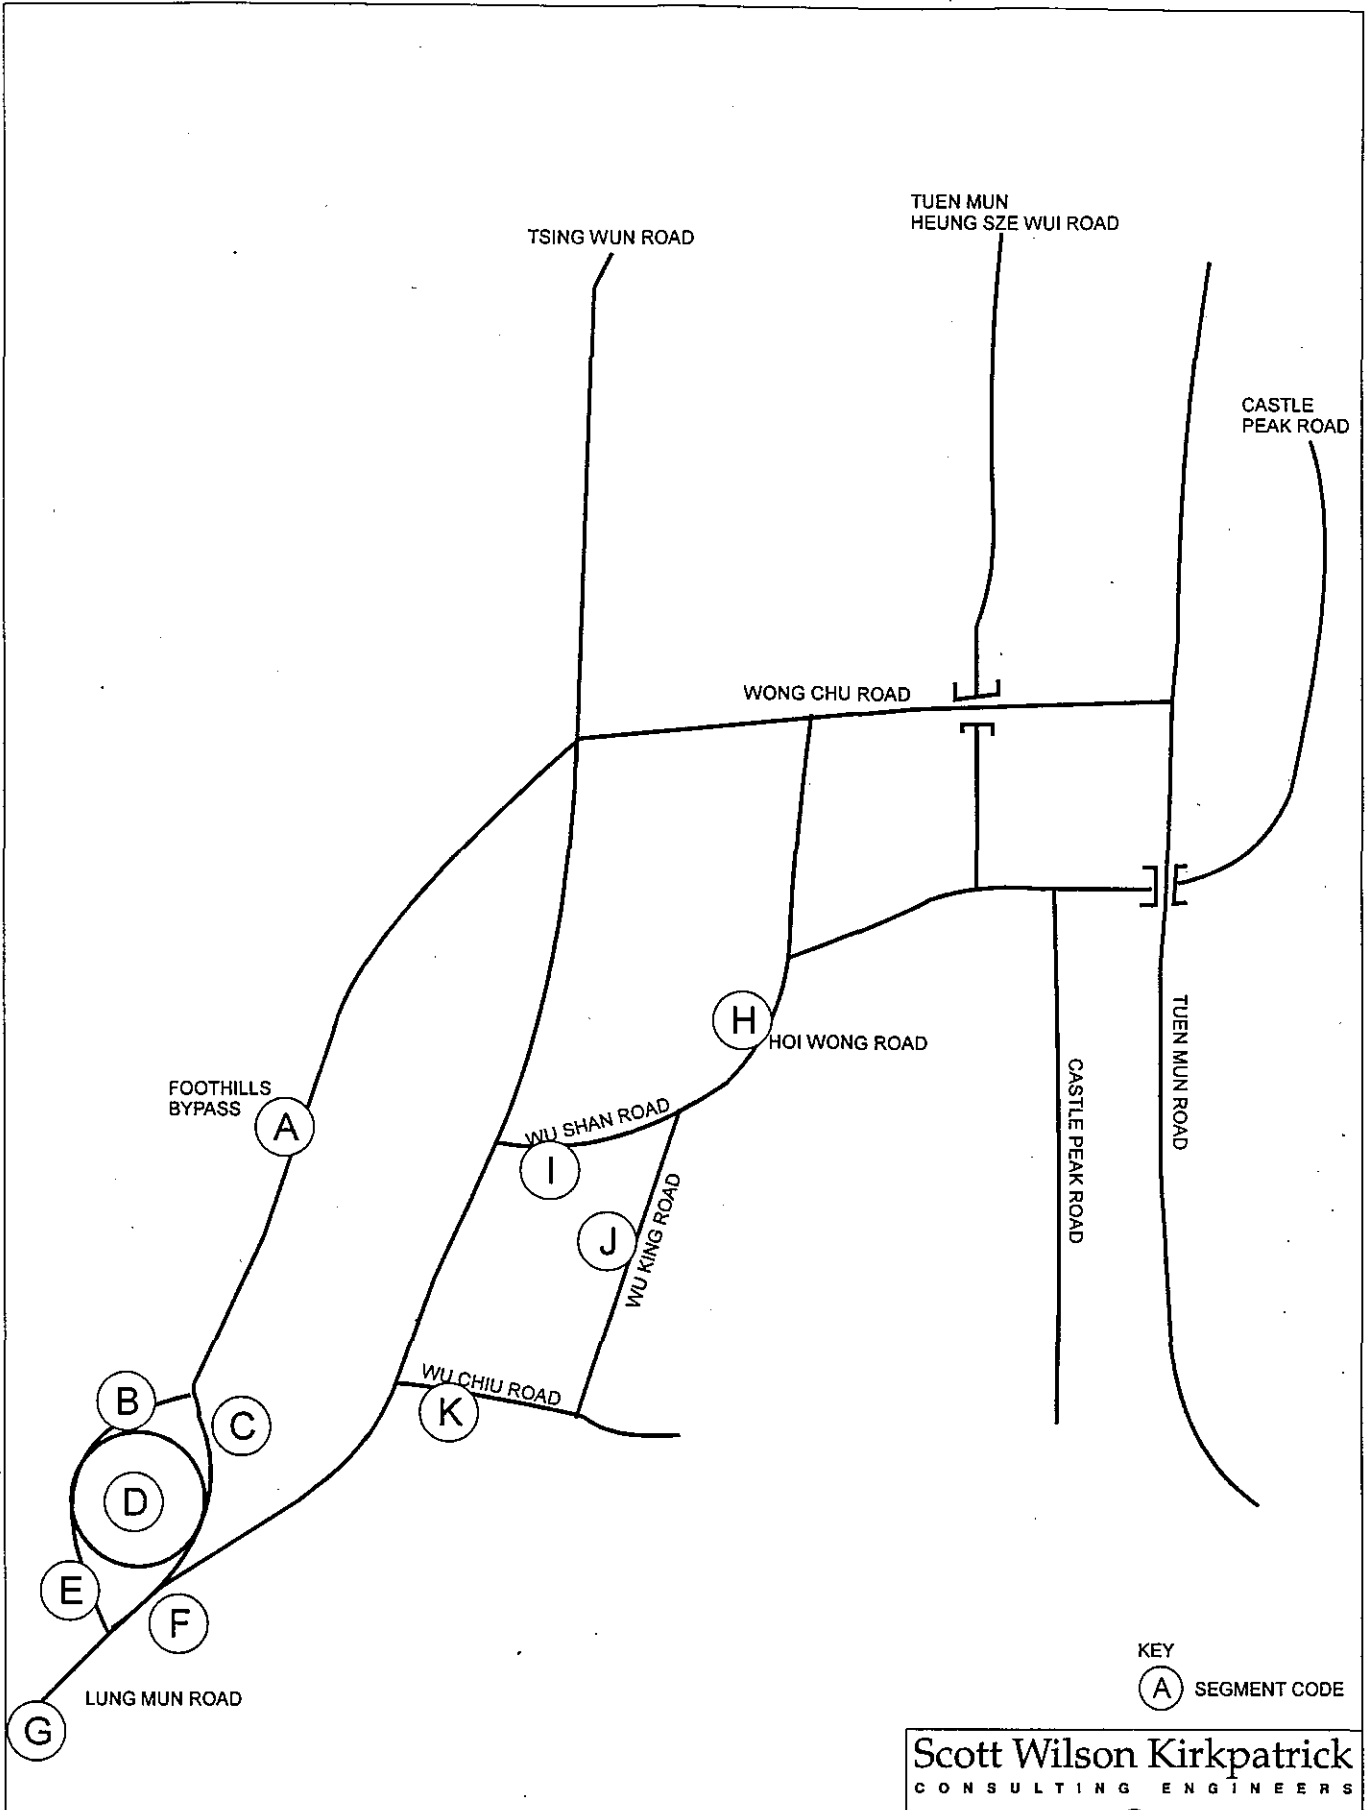 TUEN MUN
HEUNG SZE WUI ROAD
TSING WUN ROAD
CASTLE
PEAK ROAD
WONG CHU ROAD
H
HOI WONG ROAD
TUEN MUN ROAD
CASTLE PEAK ROAD
FOOTHILLS
BYPASS
A
WU SHAN ROAD
I
J
WU KING ROAD
WU CHIU ROAD
K
B
C
D
E
F
LUNG MUN ROAD
G
KEY
A SEGMENT CODE
Scott Wilson Kirkpatrick
CONSULTING ENGINEERS